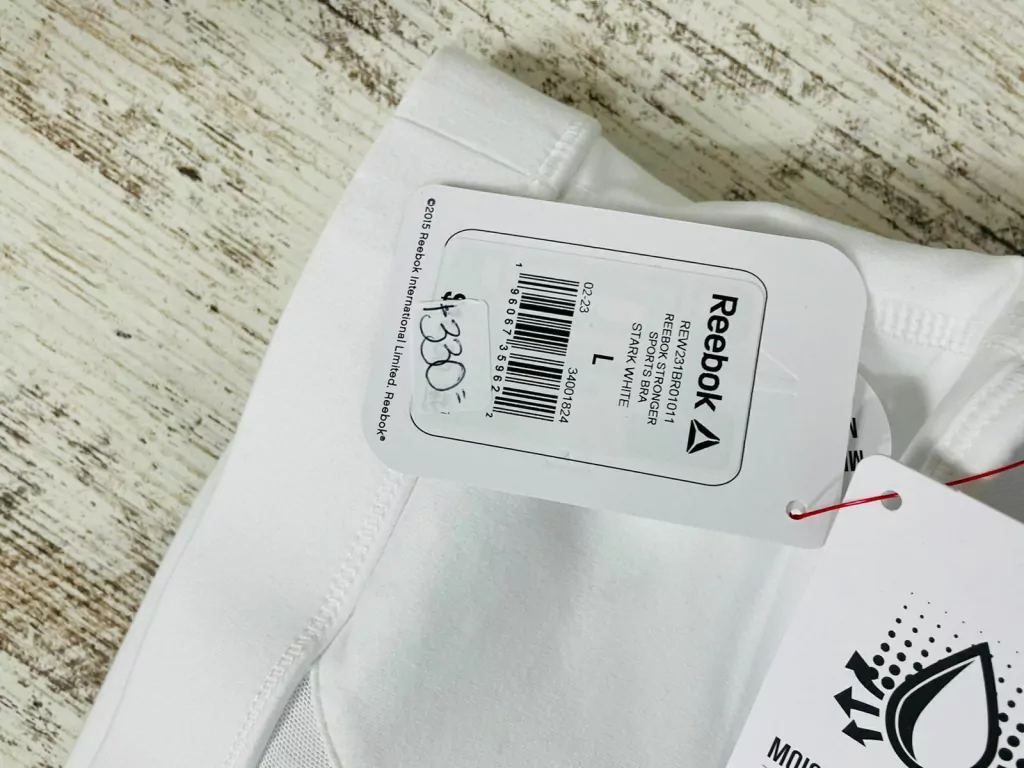 Reebok
REW231BR01011
REEBOK STRONGER
SPORTS BRA
STARK WHITE
L
02-23
34001824
1 96067 35962 2
$330=
©2015 Reebok International Limited. Reebok®
MOIS